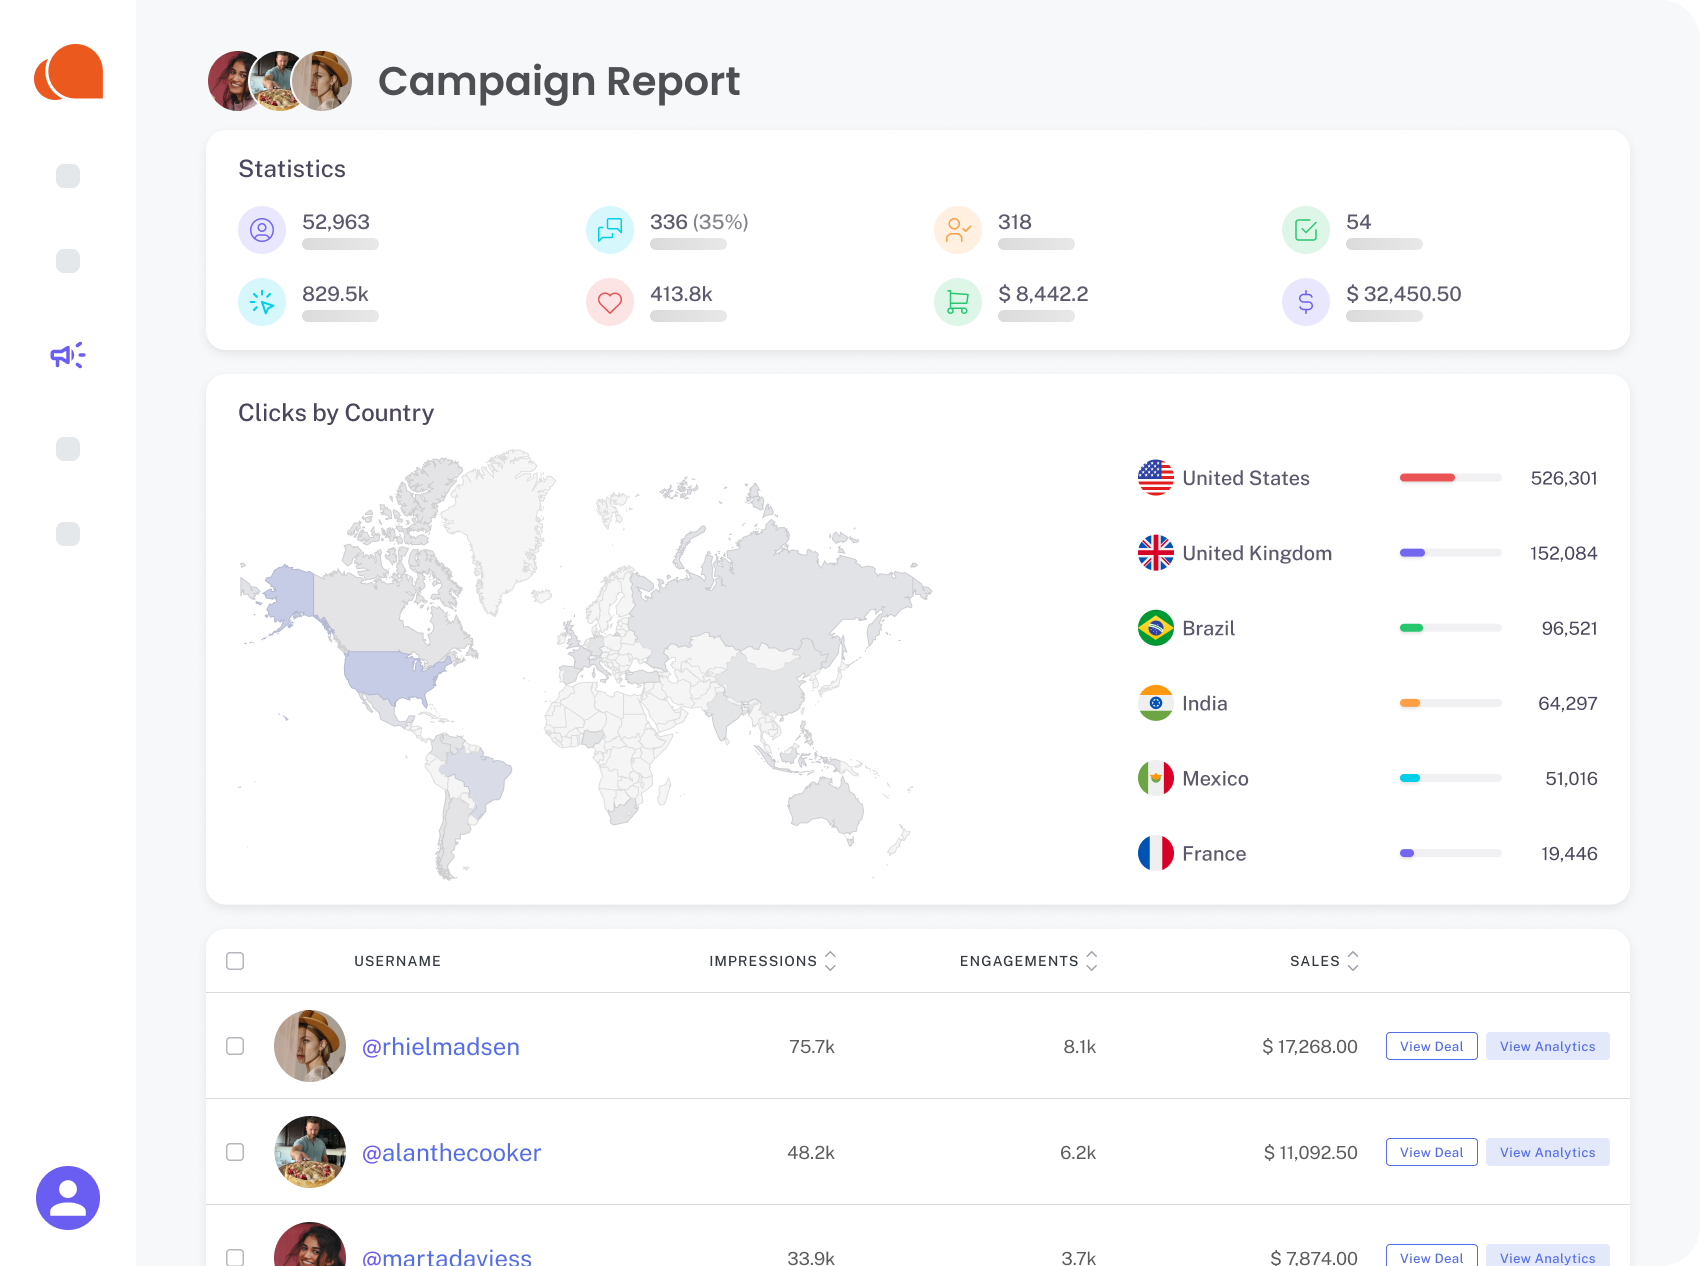 Campaign Report
Statistics
52,963
336 (35%)
318
54
829.5k
413.8k
$ 8,442.2
$ 32,450.50
Clicks by Country
United States 526,301
United Kingdom 152,084
Brazil 96,521
India 64,297
Mexico 51,016
France 19,446
USERNAME IMPRESSIONS ENGAGEMENTS SALES
@rhielmadsen 75.7k 8.1k $ 17,268.00 View Deal View Analytics
@alanthecooker 48.2k 6.2k $ 11,092.50 View Deal View Analytics
@martadaviess 33.9k 3.7k $ 7,874.00 View Deal View Analytics